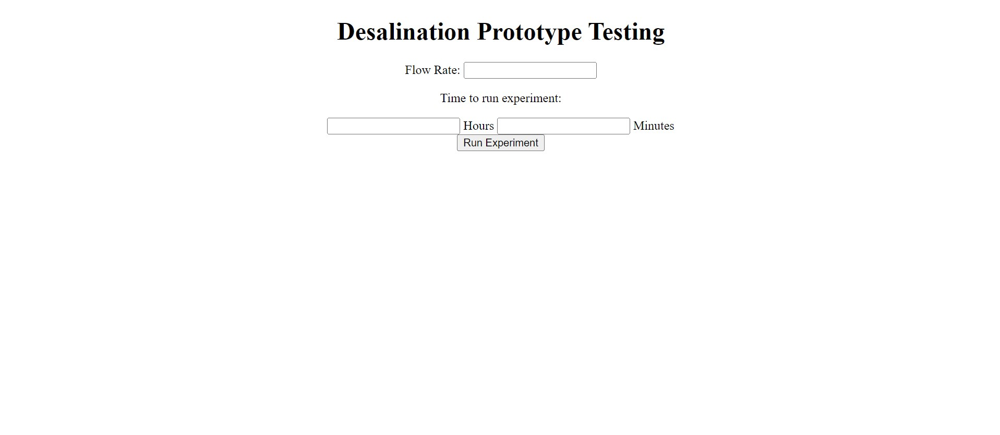 Desalination Prototype Testing
Flow Rate:
Time to run experiment:
Hours Minutes
Run Experiment